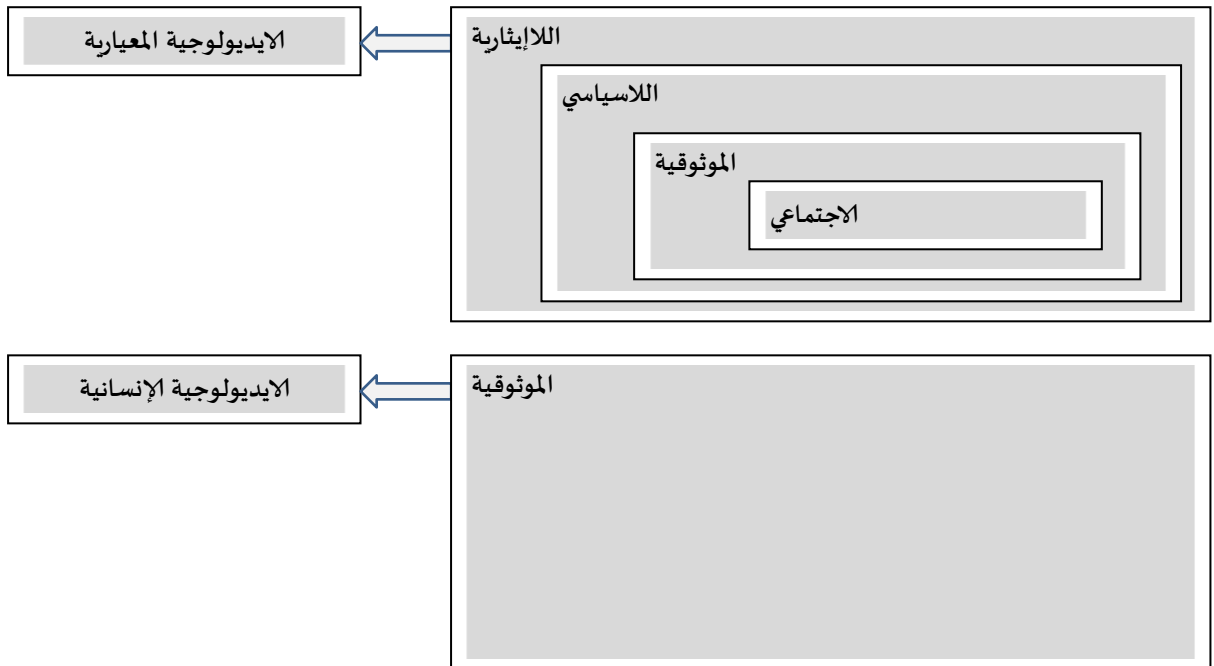 الايديولوجية المعيارية
اللاإيثارية
اللاسياسي
الموثوقية
الاجتماعي
الايديولوجية الإنسانية
الموثوقية